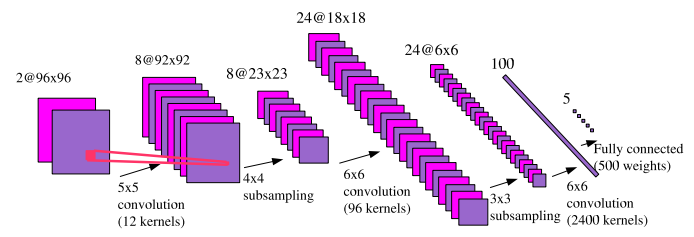 2@96x96
8@92x92
8@23x23
24@18x18
24@6x6
100
5
5x5
convolution
(12 kernels)
4x4
subsampling
6x6
convolution
(96 kernels)
3x3
subsampling
6x6
convolution
(2400 kernels)
Fully connected
(500 weights)